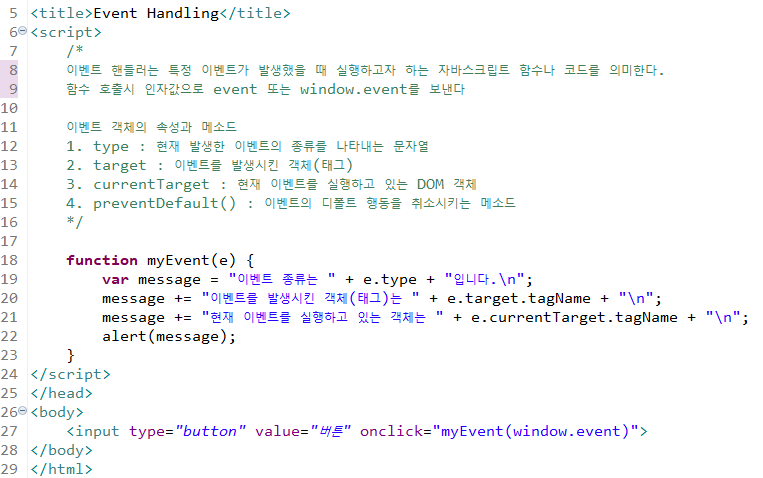 5 <title>Event Handling</title>
6 <script>
7 /*
8 이벤트 핸들러는 특정 이벤트가 발생했을 때 실행하고자 하는 자바스크립트 함수나 코드를 의미한다.
9 함수 호출시 인자값으로 event 또는 window.event를 보낸다
10
11 이벤트 객체의 속성과 메소드
12 1. type : 현재 발생한 이벤트의 종류를 나타내는 문자열
13 2. target : 이벤트를 발생시킨 객체(태그)
14 3. currentTarget : 현재 이벤트를 실행하고 있는 DOM 객체
15 4. preventDefault() : 이벤트의 디폴트 행동을 취소시키는 메소드
16 */
17
18 function myEvent(e) {
19 var message = "이벤트 종류는 " + e.type + "입니다.\n";
20 message += "이벤트를 발생시킨 객체(태그)는 " + e.target.tagName + "\n";
21 message += "현재 이벤트를 실행하고 있는 객체는 " + e.currentTarget.tagName + "\n";
22 alert(message);
23 }
24 </script>
25 </head>
26 <body>
27 <input type="button" value="버튼" onclick="myEvent(window.event)">
28 </body>
29 </html>